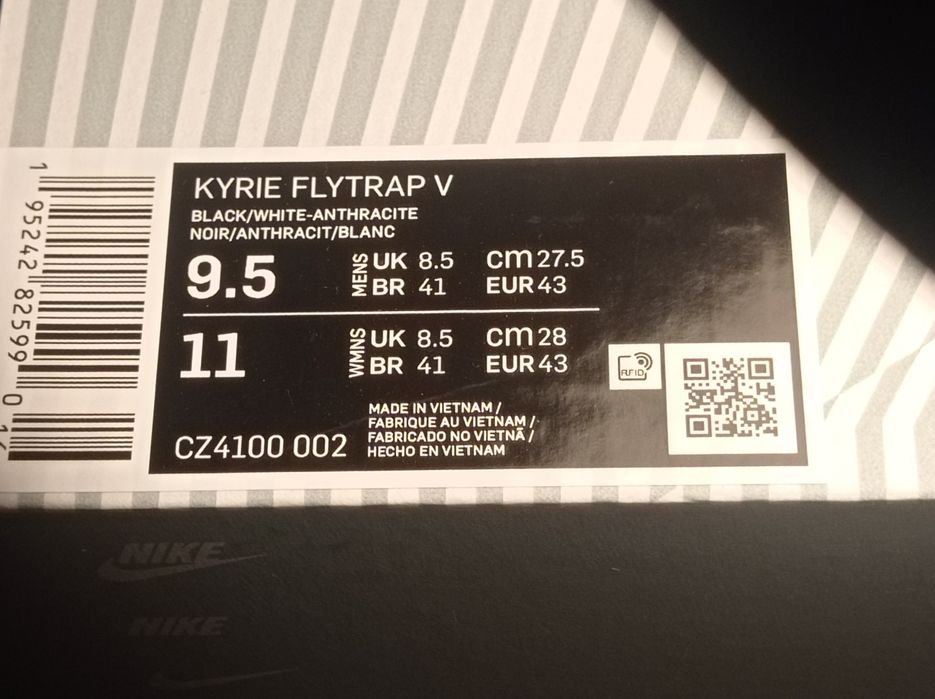 KYRIE FLYTRAP V
BLACK/WHITE-ANTHRACITE
NOIR/ANTHRACIT/BLANC
9.5 MENS UK 8.5 cm 27.5
BR 41 EUR 43
11 WMNS UK 8.5 cm 28
BR 41 EUR 43
MADE IN VIETNAM /
FABRIQUE AU VIETNAM /
FABRICADO NO VIETNÃ /
HECHO EN VIETNAM
CZ4100 002
RFID
1 95242 82599 0
NIKE
NIKE